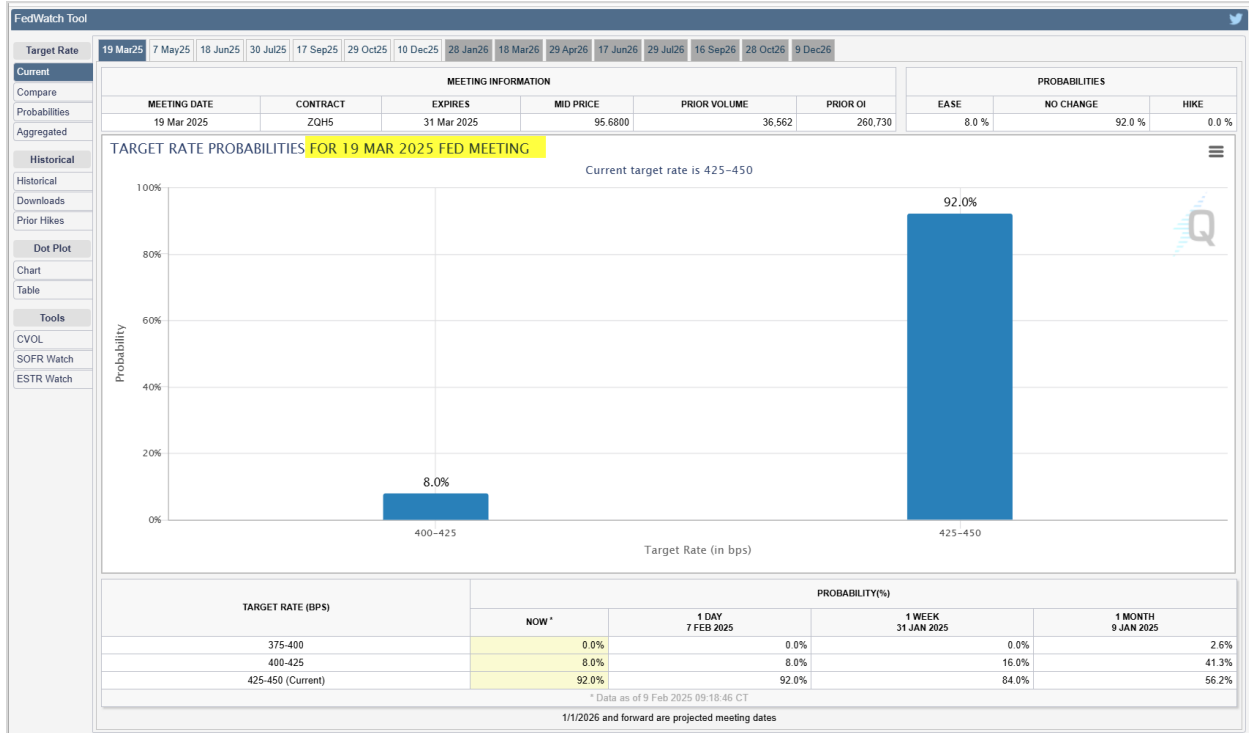 FedWatch Tool
Target Rate
Current
Compare
Probabilities
Aggregated
Historical
Historical
Downloads
Prior Hikes
Dot Plot
Chart
Table
Tools
CVOL
SOFR Watch
ESTR Watch
19 Mar25 7 May25 18 Jun25 30 Jul25 17 Sep25 29 Oct25 10 Dec25 28 Jan26 18 Mar26 29 Apr26 17 Jun26 29 Jul26 16 Sep26 28 Oct26 9 Dec26
MEETING INFORMATION PROBABILITIES
MEETING DATE CONTRACT EXPIRES MID PRICE PRIOR VOLUME PRIOR OI EASE NO CHANGE HIKE
19 Mar 2025 ZQH5 31 Mar 2025 95.6800 36,562 260,730 8.0 % 92.0 % 0.0 %
TARGET RATE PROBABILITIES FOR 19 MAR 2025 FED MEETING
Current target rate is 425–450
100%
80%
60%
40%
20%
0%
Probability
8.0%
92.0%
Q
400–425 425–450
Target Rate (in bps)
TARGET RATE (BPS) PROBABILITY(%)
NOW * 1 DAY 1 WEEK 1 MONTH
7 FEB 2025 31 JAN 2025 9 JAN 2025
375-400 0.0% 0.0% 0.0% 2.6%
400-425 8.0% 8.0% 16.0% 41.3%
425-450 (Current) 92.0% 92.0% 84.0% 56.2%
* Data as of 9 Feb 2025 09:18:46 CT
1/1/2026 and forward are projected meeting dates